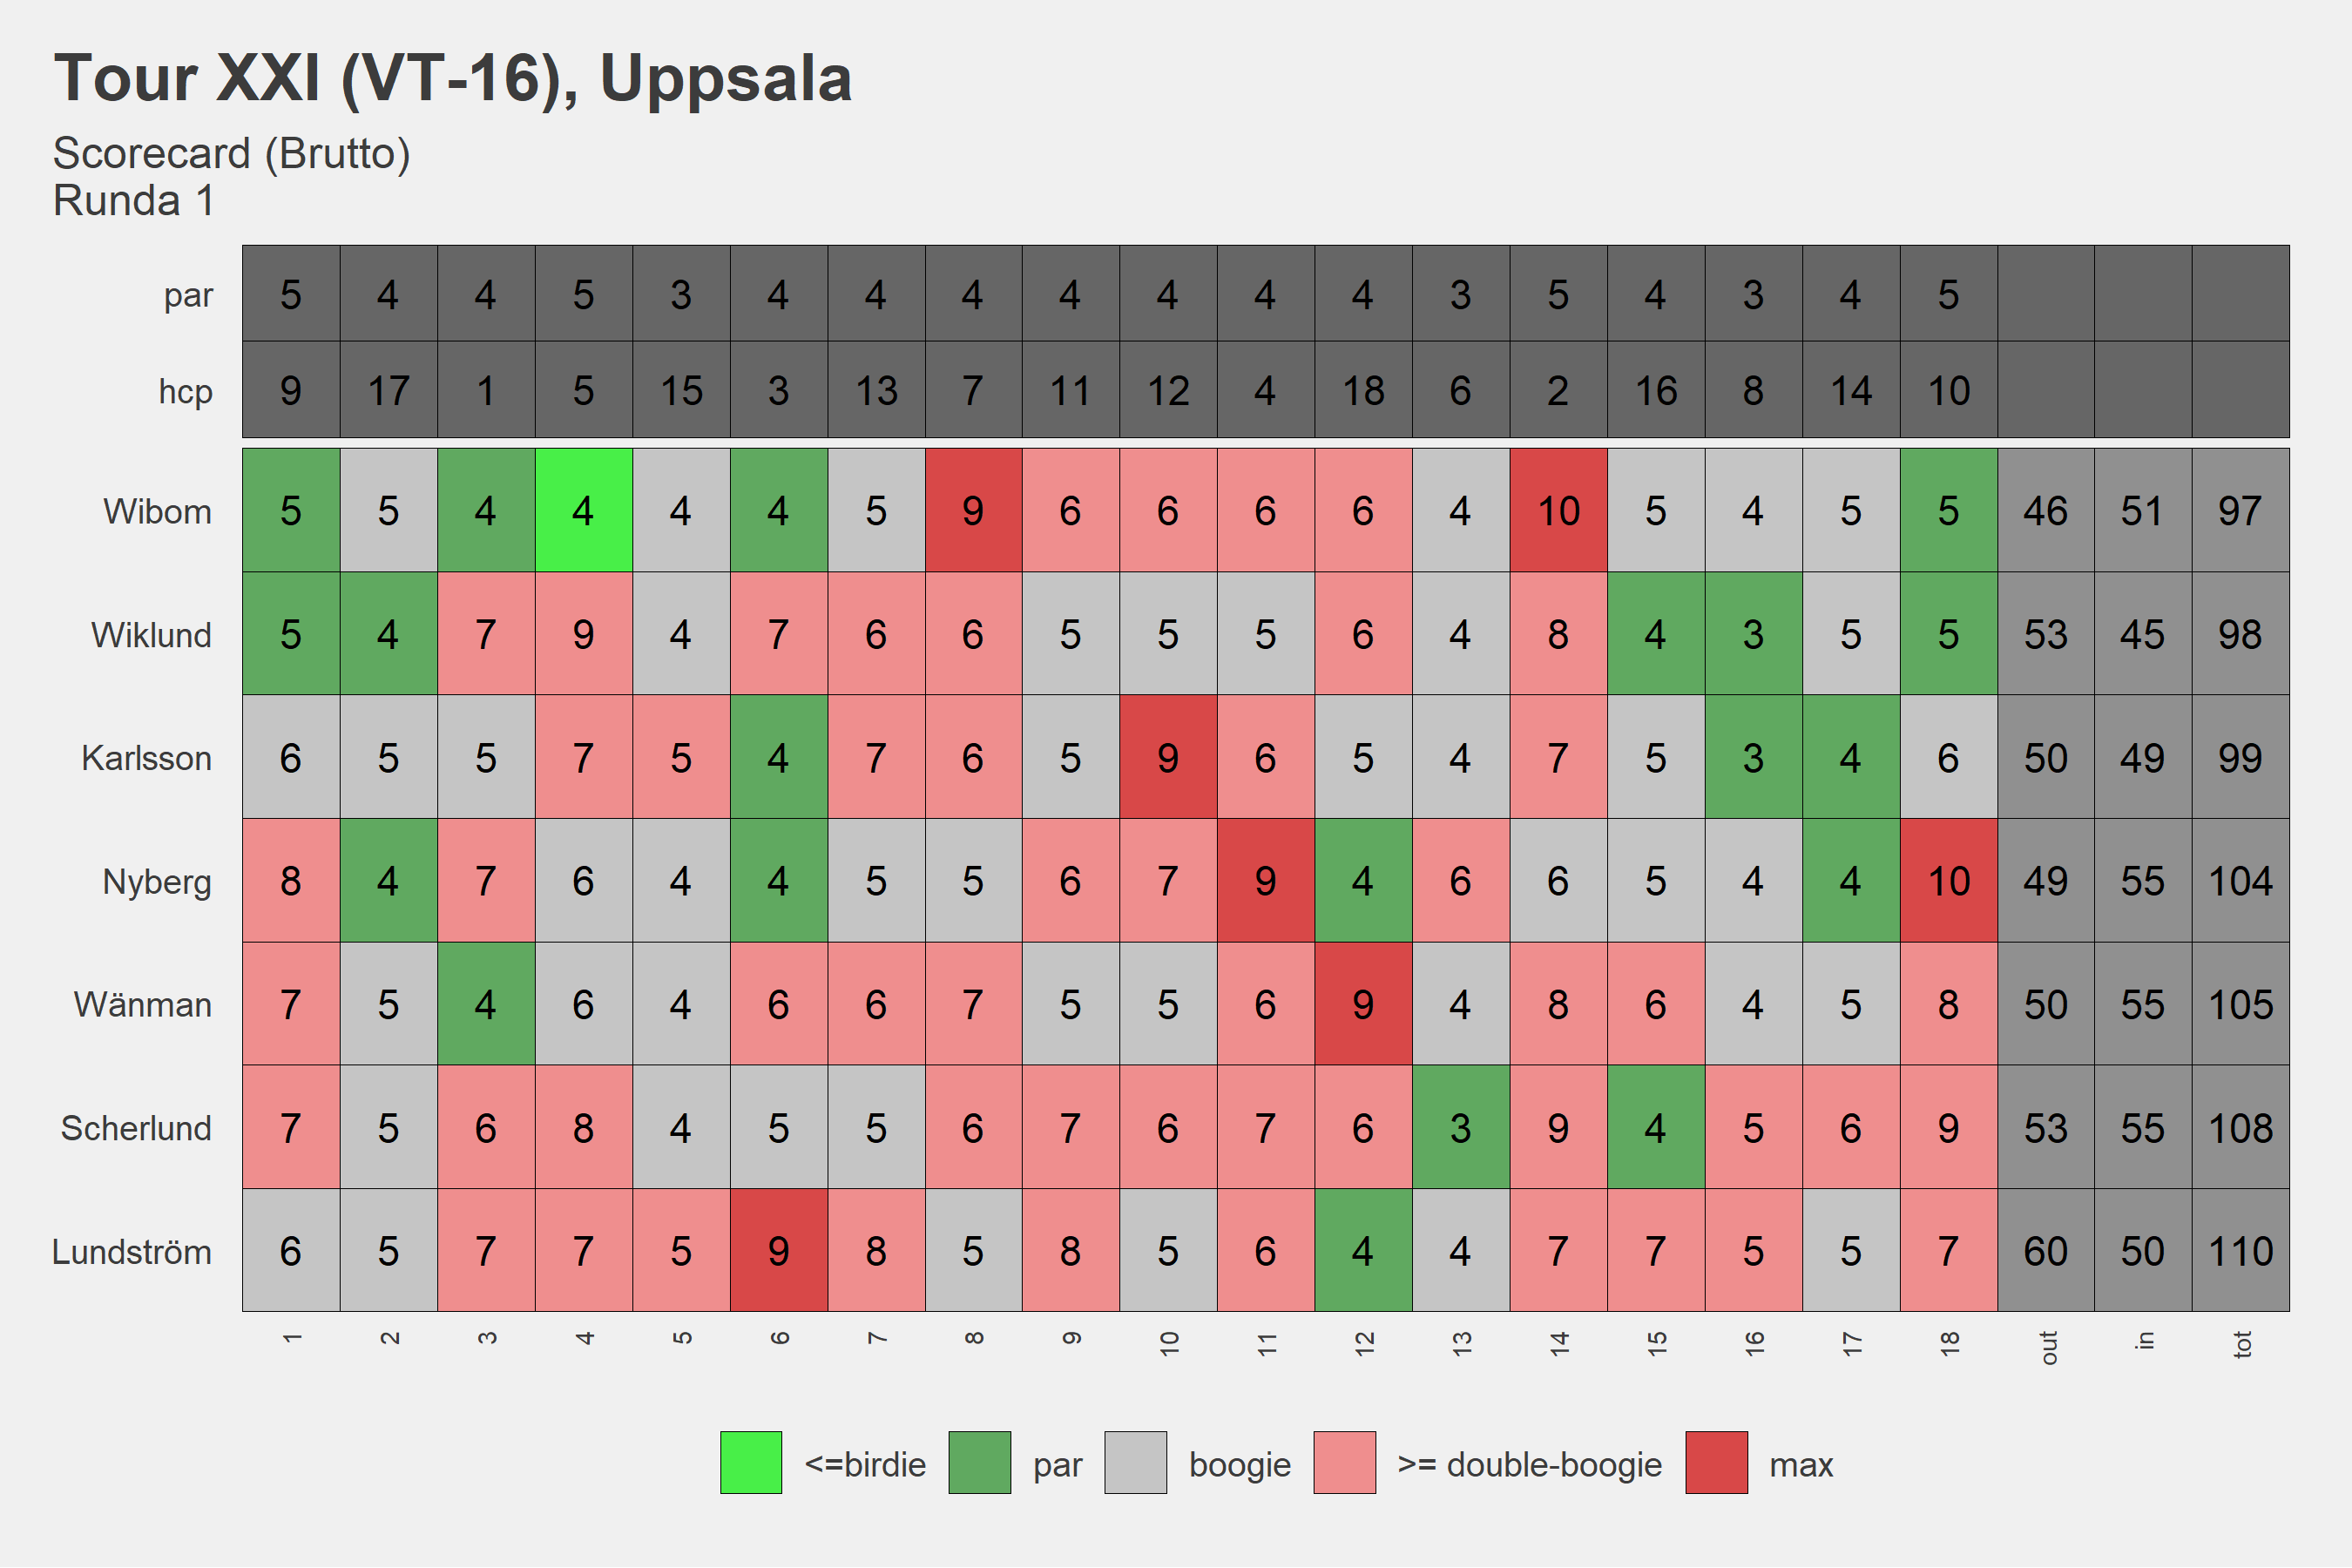 Tour XXI (VT-16), Uppsala
Scorecard (Brutto)
Runda 1
par 5 4 4 5 3 4 4 4 4 4 4 4 3 5 4 3 4 5
hcp 9 17 1 5 15 3 13 7 11 12 4 18 6 2 16 8 14 10
Wibom 5 5 4 4 4 4 5 9 6 6 6 6 4 10 5 4 5 5 46 51 97
Wiklund 5 4 7 9 4 7 6 6 5 5 5 6 4 8 4 3 5 5 53 45 98
Karlsson 6 5 5 7 5 4 7 6 5 9 6 5 4 7 5 3 4 6 50 49 99
Nyberg 8 4 7 6 4 4 5 5 6 7 9 4 6 6 5 4 4 10 49 55 104
Wänman 7 5 4 6 4 6 6 7 5 5 6 9 4 8 6 4 5 8 50 55 105
Scherlund 7 5 6 8 4 5 5 6 7 6 7 6 3 9 4 5 6 9 53 55 108
Lundström 6 5 7 7 5 9 8 5 8 5 6 4 4 7 7 5 5 7 60 50 110
1 2 3 4 5 6 7 8 9 10 11 12 13 14 15 16 17 18 out in tot
<=birdie par boogie >= double-boogie max